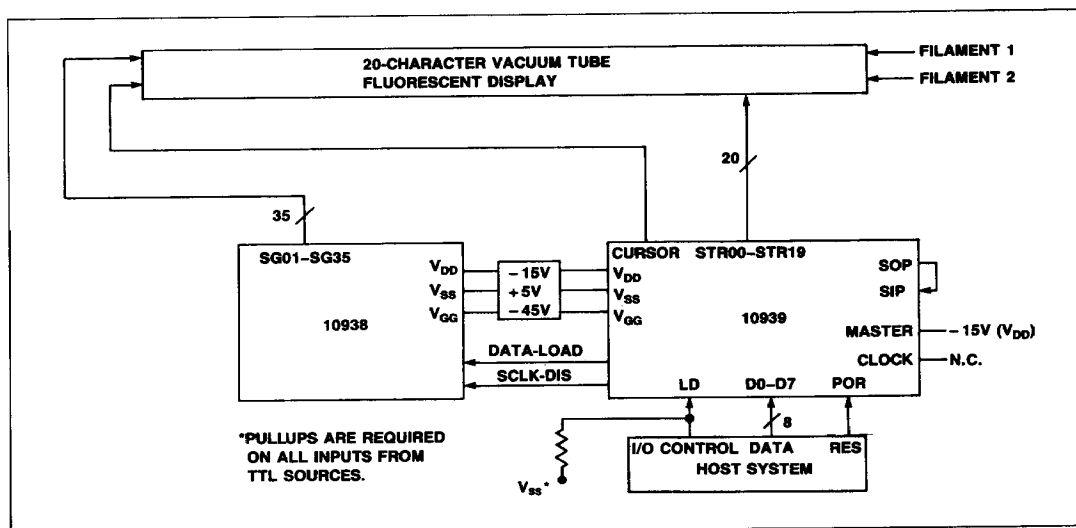 20-CHARACTER VACUUM TUBE
FLUORESCENT DISPLAY
FILAMENT 1
FILAMENT 2
20
35
SG01–SG35
10938
VDD
VSS
VGG
– 15V
+ 5V
– 45V
CURSOR STR00–STR19
VDD
VSS
VGG
10939
SOP
SIP
MASTER
– 15V (VDD)
CLOCK
N.C.
DATA-LOAD
SCLK-DIS
LD D0–D7 POR
8
I/O CONTROL DATA RES
HOST SYSTEM
VSS*
*PULLUPS ARE REQUIRED
ON ALL INPUTS FROM
TTL SOURCES.